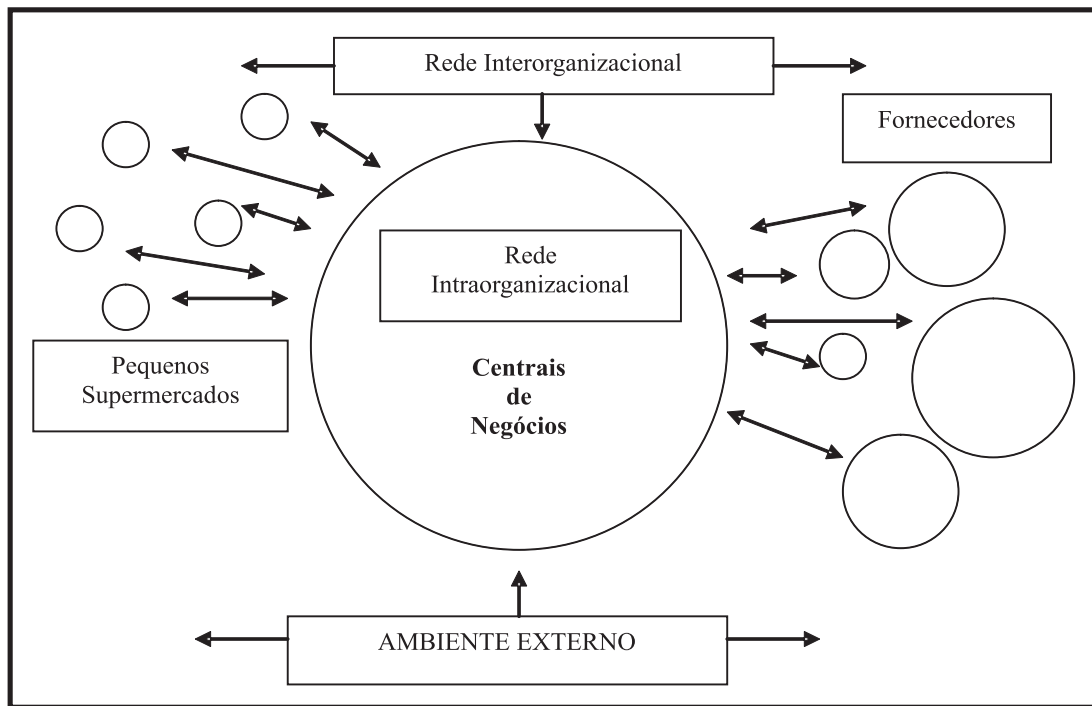 Rede Interorganizacional
Fornecedores
Rede
Intraorganizacional
Pequenos
Supermercados
Centrais
de
Negócios
AMBIENTE EXTERNO